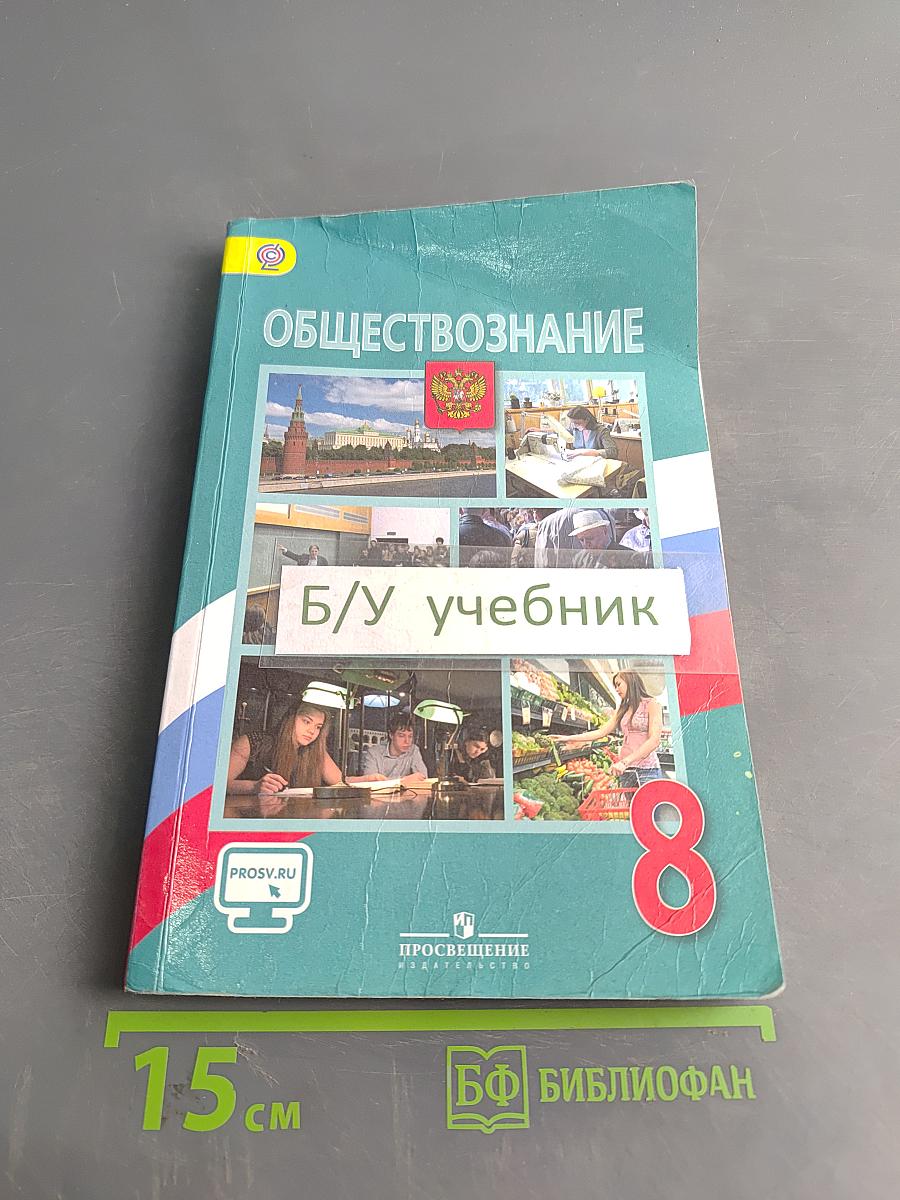 ОБЩЕСТВОЗНАНИЕ
Б/У учебник
8
PROSV.RU
ПРОСВЕЩЕНИЕ
ИЗДАТЕЛЬСТВО
15 см
БФ БИБЛИОФАН